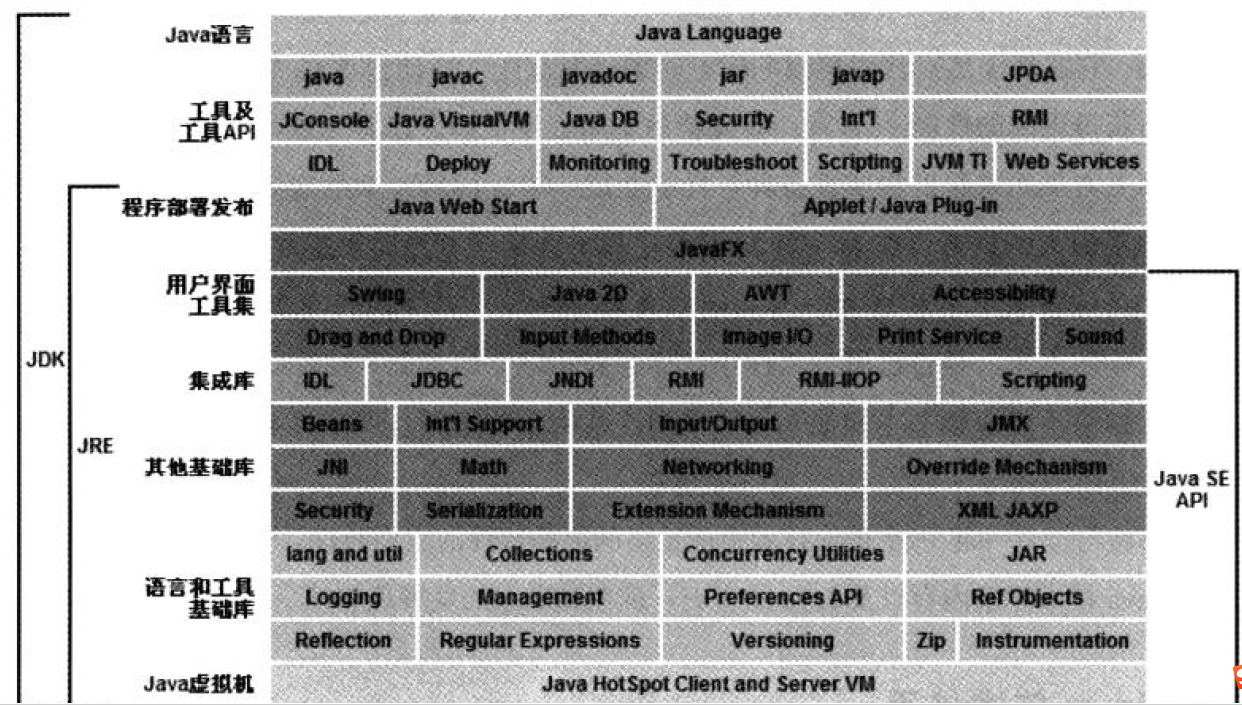 Java语言
Java Language
java javac javadoc jar javap JPDA
工具及
工具API
JConsole Java VisualVM Java DB Security Int'l RMI
IDL Deploy Monitoring Troubleshoot Scripting JVM TI Web Services
程序部署发布
Java Web Start Applet / Java Plug-in
JavaFX
用户界面
工具集
Swing Java 2D AWT Accessibility
Drag and Drop Input Methods Image I/O Print Service Sound
JDK
集成库
IDL JDBC JNDI RMI RMI-IIOP Scripting
Beans Int'l Support Input/Output JMX
JRE
其他基础库
JNI Math Networking Override Mechanism
Java SE
API
Security Serialization Extension Mechanism XML JAXP
lang and util Collections Concurrency Utilities JAR
语言和工具
基础库
Logging Management Preferences API Ref Objects
Reflection Regular Expressions Versioning Zip Instrumentation
Java虚拟机
Java HotSpot Client and Server VM